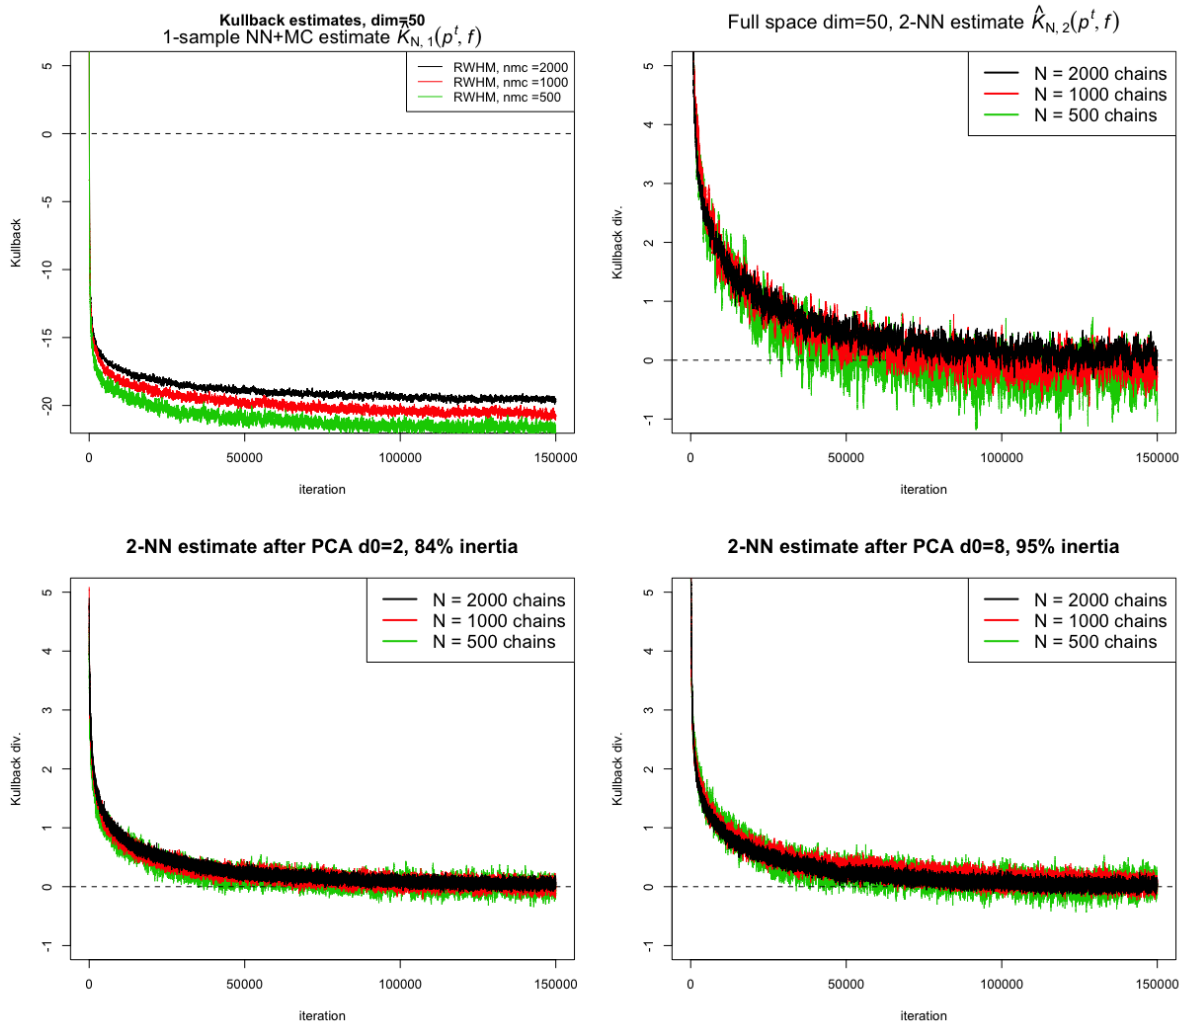 Kullback estimates, dim=50
1-sample NN+MC estimate K̃N, 1(pᵗ, f)
RWHM, nmc =2000
RWHM, nmc =1000
RWHM, nmc =500
5
0
-5
-10
-15
-20
Kullback
0
50000
100000
150000
iteration
Full space dim=50, 2-NN estimate K̂N, 2(pᵗ, f)
N = 2000 chains
N = 1000 chains
N = 500 chains
5
4
3
2
1
0
-1
Kullback div.
0
50000
100000
150000
iteration
2-NN estimate after PCA d0=2, 84% inertia
N = 2000 chains
N = 1000 chains
N = 500 chains
5
4
3
2
1
0
-1
Kullback div.
0
50000
100000
150000
iteration
2-NN estimate after PCA d0=8, 95% inertia
N = 2000 chains
N = 1000 chains
N = 500 chains
5
4
3
2
1
0
-1
Kullback div.
0
50000
100000
150000
iteration